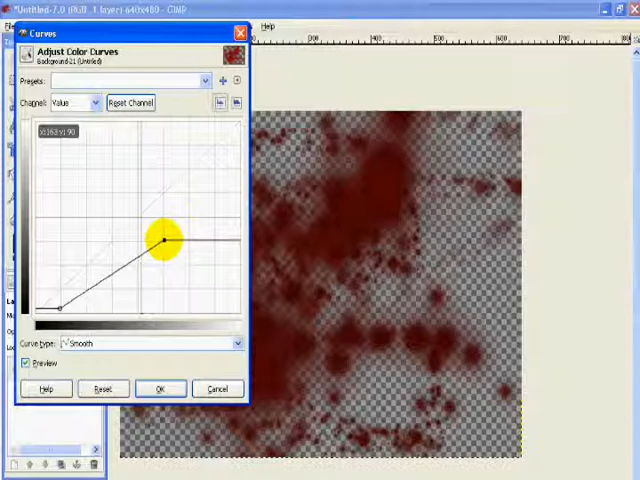 *Untitled-7.0 (RGB, 1 layer) 640x480 – GIMP
Help
Curves
Adjust Color Curves
Background-21 (Untitled)
Presets:
Channel: Value Reset Channel
Curve type: Smooth
Preview
Help Reset OK Cancel